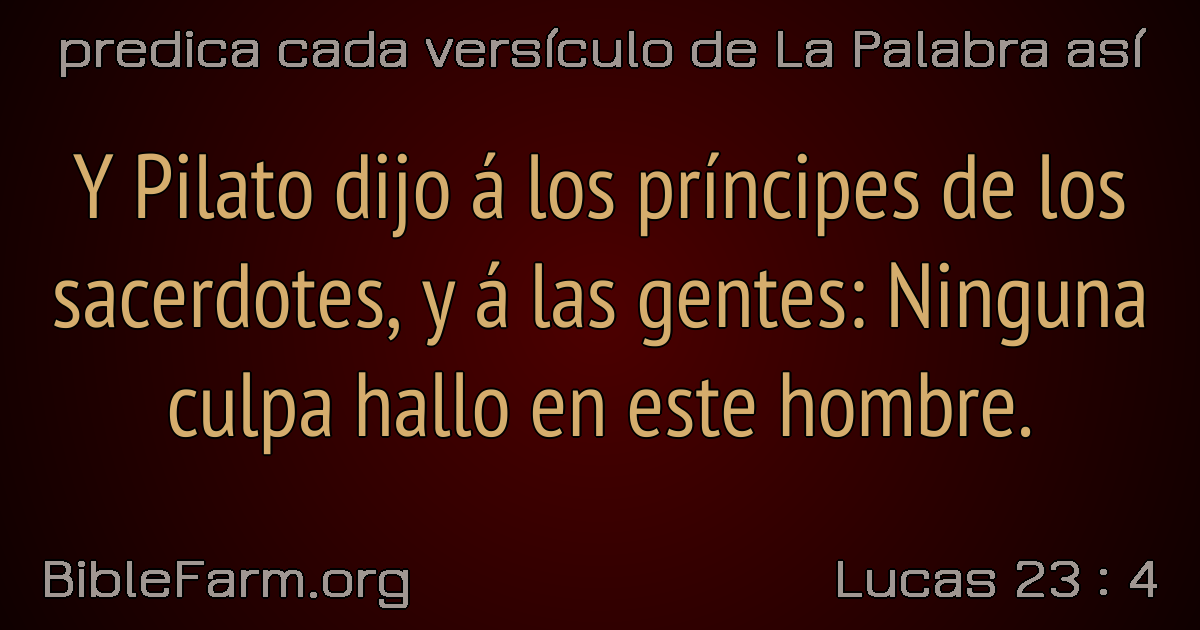 predica cada versículo de La Palabra así
Y Pilato dijo á los príncipes de los
sacerdotes, y á las gentes: Ninguna
culpa hallo en este hombre.
BibleFarm.org
Lucas 23 : 4